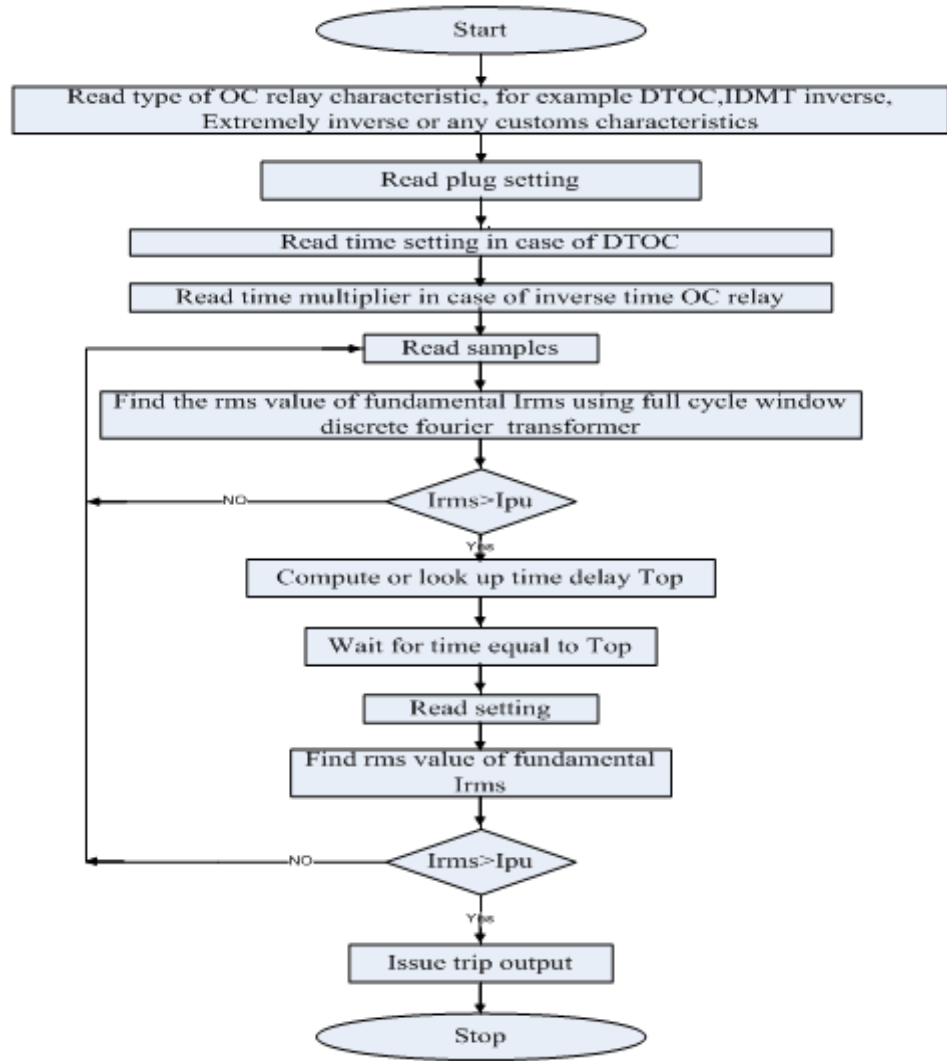 Start
Read type of OC relay characteristic, for example DTOC,IDMT inverse,
Extremely inverse or any customs characteristics
Read plug setting
Read time setting in case of DTOC
Read time multiplier in case of inverse time OC relay
Read samples
Find the rms value of fundamental Irms using full cycle window
discrete fourier transformer
Irms>Ipu
NO
Yes
Compute or look up time delay Top
Wait for time equal to Top
Read setting
Find rms value of fundamental
Irms
Irms>Ipu
NO
Yes
Issue trip output
Stop